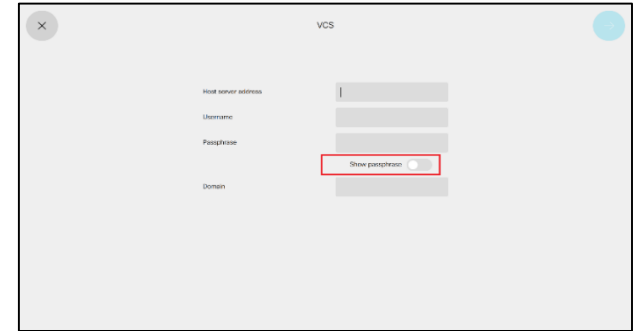 VCS
Host server address
Username
Passphrase
Show passphrase
Domain